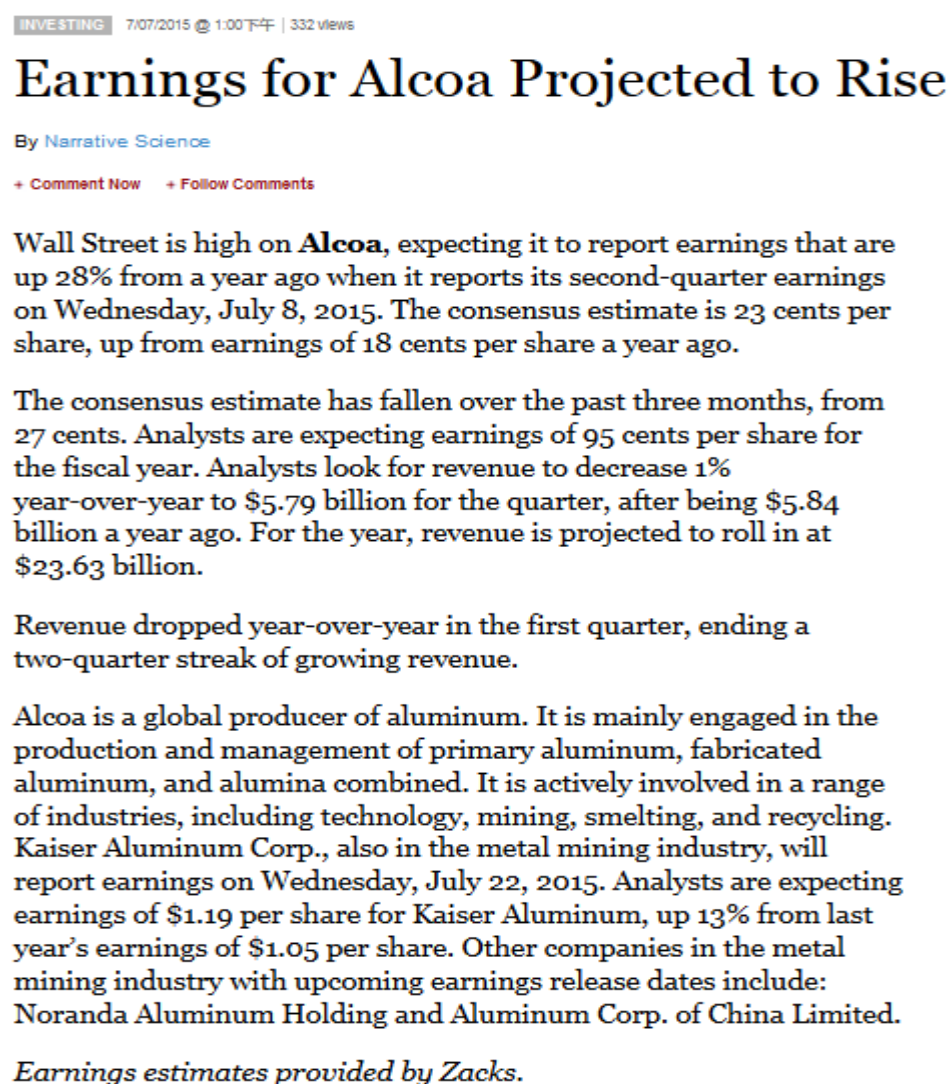 INVESTING 7/07/2015 @ 1:00下午 | 332 views
Earnings for Alcoa Projected to Rise
By Narrative Science
+ Comment Now + Follow Comments
Wall Street is high on Alcoa, expecting it to report earnings that are
up 28% from a year ago when it reports its second-quarter earnings
on Wednesday, July 8, 2015. The consensus estimate is 23 cents per
share, up from earnings of 18 cents per share a year ago.
The consensus estimate has fallen over the past three months, from
27 cents. Analysts are expecting earnings of 95 cents per share for
the fiscal year. Analysts look for revenue to decrease 1%
year-over-year to $5.79 billion for the quarter, after being $5.84
billion a year ago. For the year, revenue is projected to roll in at
$23.63 billion.
Revenue dropped year-over-year in the first quarter, ending a
two-quarter streak of growing revenue.
Alcoa is a global producer of aluminum. It is mainly engaged in the
production and management of primary aluminum, fabricated
aluminum, and alumina combined. It is actively involved in a range
of industries, including technology, mining, smelting, and recycling.
Kaiser Aluminum Corp., also in the metal mining industry, will
report earnings on Wednesday, July 22, 2015. Analysts are expecting
earnings of $1.19 per share for Kaiser Aluminum, up 13% from last
year's earnings of $1.05 per share. Other companies in the metal
mining industry with upcoming earnings release dates include:
Noranda Aluminum Holding and Aluminum Corp. of China Limited.
Earnings estimates provided by Zacks.